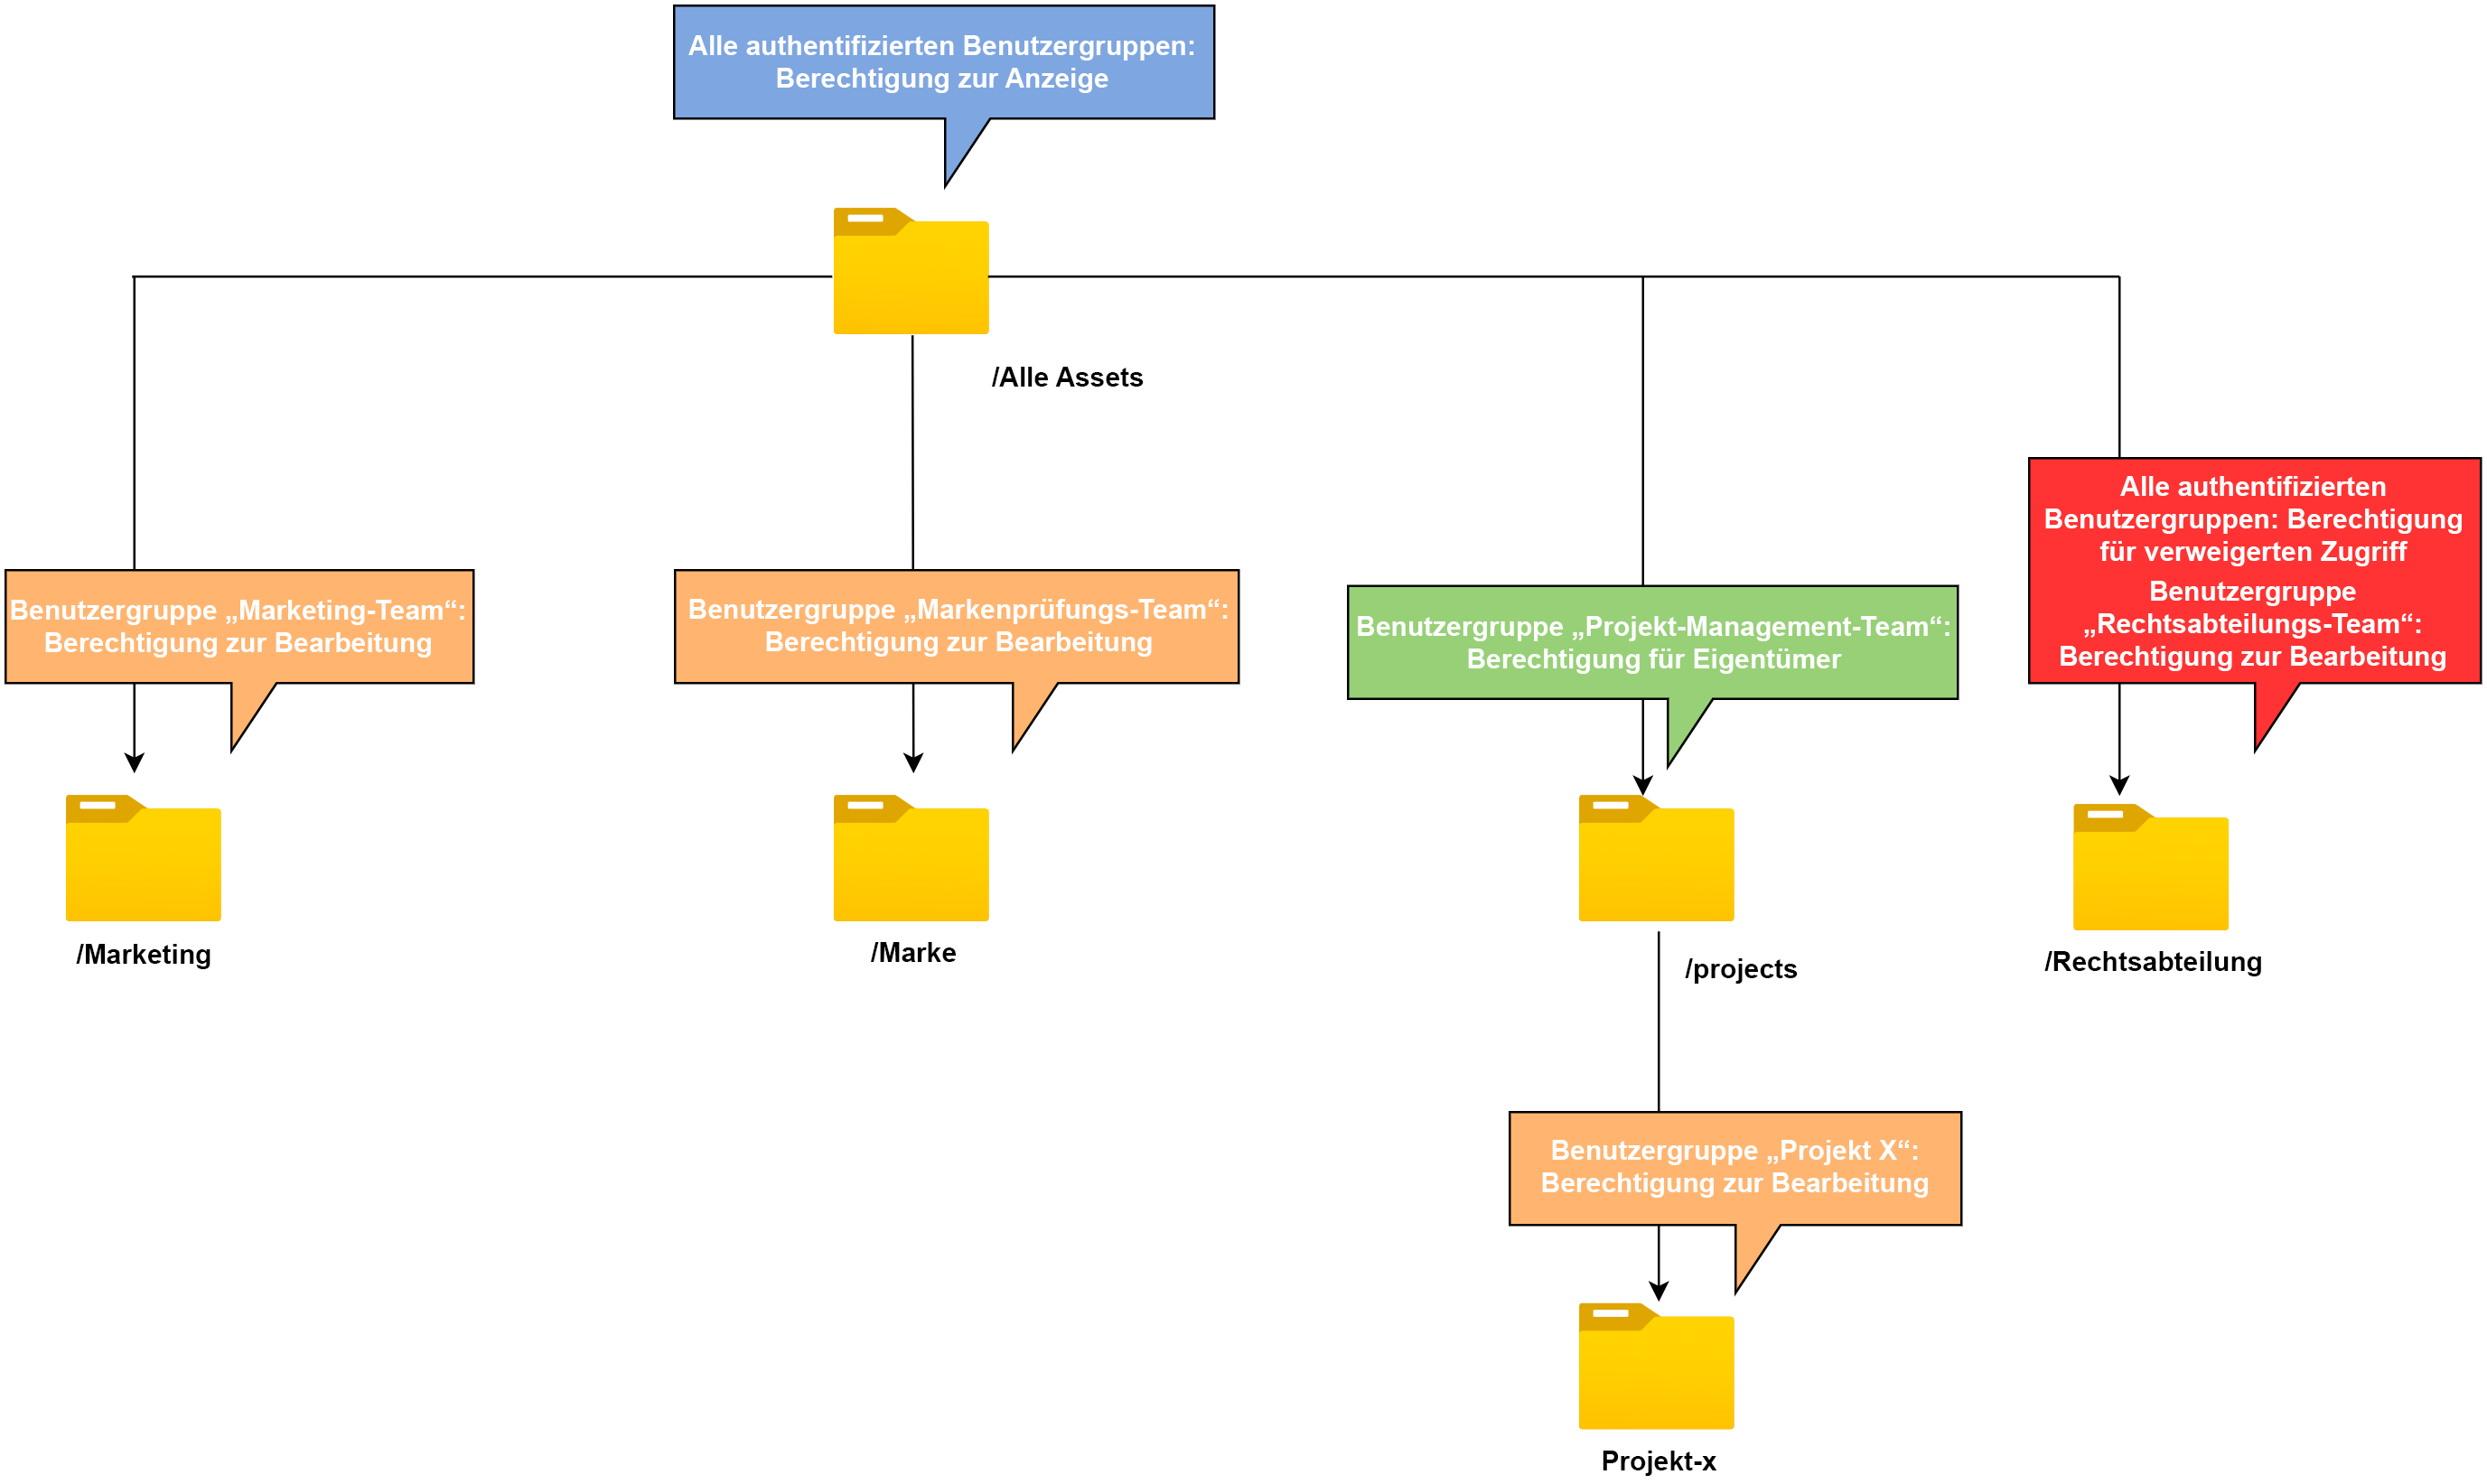 Alle authentifizierten Benutzergruppen:
Berechtigung zur Anzeige
/Alle Assets
Benutzergruppe „Marketing-Team“:
Berechtigung zur Bearbeitung
Benutzergruppe „Markenprüfungs-Team“:
Berechtigung zur Bearbeitung
Benutzergruppe „Projekt-Management-Team“:
Berechtigung für Eigentümer
Alle authentifizierten
Benutzergruppen: Berechtigung
für verweigerten Zugriff
Benutzergruppe
„Rechtsabteilungs-Team“:
Berechtigung zur Bearbeitung
/Marketing
/Marke
/projects
/Rechtsabteilung
Benutzergruppe „Projekt X“:
Berechtigung zur Bearbeitung
Projekt-x